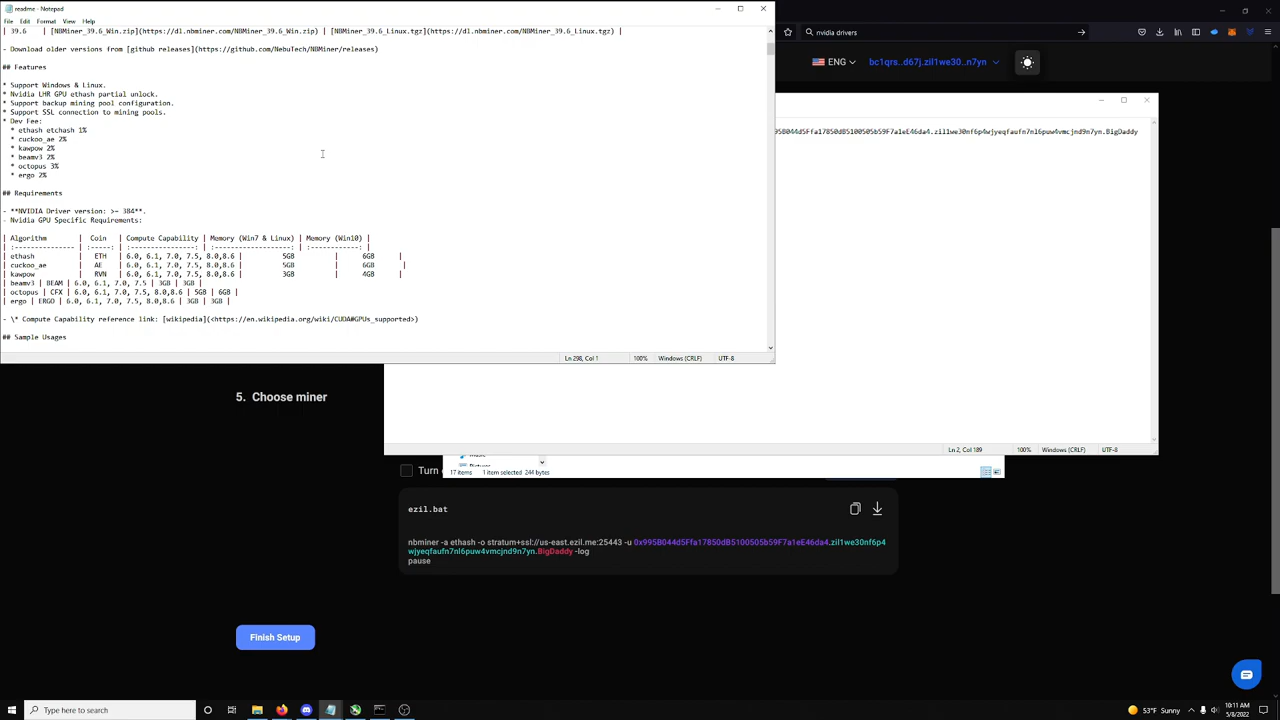 readme - Notepad
File Edit Format View Help
| 39.6 | [NBMiner_39.6_Win.zip](https://dl.nbminer.com/NBMiner_39.6_Win.zip) | [NBMiner_39.6_Linux.tgz](https://dl.nbminer.com/NBMiner_39.6_Linux.tgz) |
- Download older versions from [github releases](https://github.com/NebuTech/NBMiner/releases)
## Features
* Support Windows & Linux.
* Nvidia LHR GPU ethash partial unlock.
* Support backup mining pool configuration.
* Support SSL connection to mining pools.
* Dev Fee:
* ethash etchash 1%
* cuckoo_ae 2%
* kawpow 2%
* beamv3 2%
* octopus 3%
* ergo 2%
## Requirements
- **NVIDIA Driver version: >= 384**.
- Nvidia GPU Specific Requirements:
| Algorithm | Coin | Compute Capability | Memory (Win7 & Linux) | Memory (Win10) |
| :--------------- | :-----: | :----------------: | :--------------------: | :------------: |
| ethash | ETH | 6.0, 6.1, 7.0, 7.5, 8.0,8.6 | 5GB | 6GB |
| cuckoo_ae | AE | 6.0, 6.1, 7.0, 7.5, 8.0,8.6 | 5GB | 6GB |
| kawpow | RVN | 6.0, 6.1, 7.0, 7.5, 8.0,8.6 | 3GB | 4GB |
| beamv3 | BEAM | 6.0, 6.1, 7.0, 7.5 | 3GB | 3GB |
| octopus | CFX | 6.0, 6.1, 7.0, 7.5, 8.0,8.6 | 5GB | 6GB |
| ergo | ERGO | 6.0, 6.1, 7.0, 7.5, 8.0,8.6 | 3GB | 3GB |
- \* Compute Capability reference link: [wikipedia](<https://en.wikipedia.org/wiki/CUDA#GPUs_supported>)
## Sample Usages
Ln 298, Col 1 100% Windows (CRLF) UTF-8
nvidia drivers
ENG bc1qrs...d67j.zil1we30...n7yn
95B044d5Ffa17850dB5100505b59F7a1eE46da4.zil1we30nf6p4wjyeqfaufn7nl6puw4vmcjnd9n7yn.BigDaddy
Ln 2, Col 189 100% Windows (CRLF) UTF-8
5. Choose miner
17 items 1 item selected 244 bytes
Turn
ezil.bat
nbminer -a ethash -o stratum+ssl://us-east.ezil.me:25443 -u 0x995B044d5Ffa17850dB5100505b59F7a1eE46da4.zil1we30nf6p4
wjyeqfaufn7nl6puw4vmcjnd9n7yn.BigDaddy -log
pause
Finish Setup
Type here to search
53°F Sunny
10:11 AM
5/8/2022